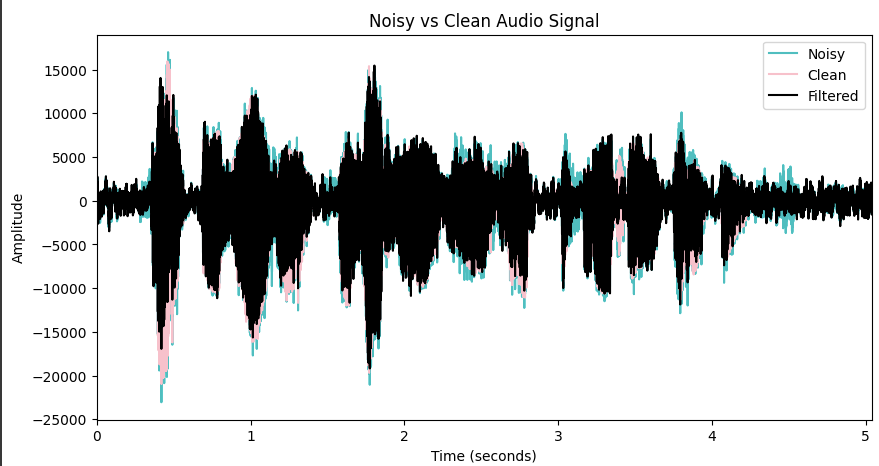 Noisy vs Clean Audio Signal
Noisy
Clean
Filtered
15000
10000
5000
0
−5000
−10000
−15000
−20000
−25000
Amplitude
0 1 2 3 4 5
Time (seconds)